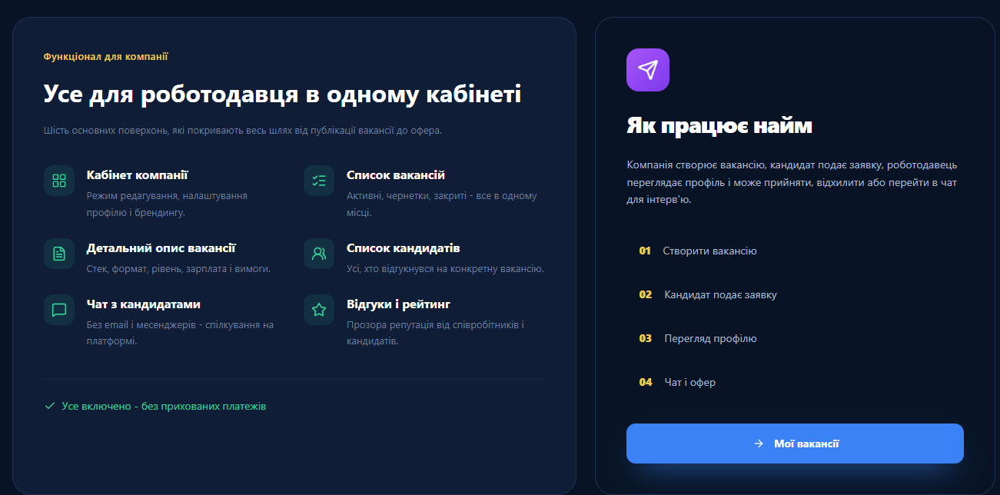 Функціонал для компанії
Усе для роботодавця в одному кабінеті
Шість основних поверхонь, які покривають весь шлях від публікації вакансії до офера.
Кабінет компанії
Режим редагування, налаштування
профілю і брендингу.
Список вакансій
Активні, чернетки, закриті - все в одному
місці.
Детальний опис вакансії
Стек, формат, рівень, зарплата і вимоги.
Список кандидатів
Усі, хто відгукнувся на конкретну вакансію.
Чат з кандидатами
Без email і месенджерів - спілкування на
платформі.
Відгуки і рейтинг
Прозора репутація від співробітників і
кандидатів.
Усе включено - без прихованих платежів
Як працює найм
Компанія створює вакансію, кандидат подає заявку, роботодавець
переглядає профіль і може прийняти, відхилити або перейти в чат
для інтерв'ю.
01 Створити вакансію
02 Кандидат подає заявку
03 Перегляд профілю
04 Чат і офер
Мої вакансії